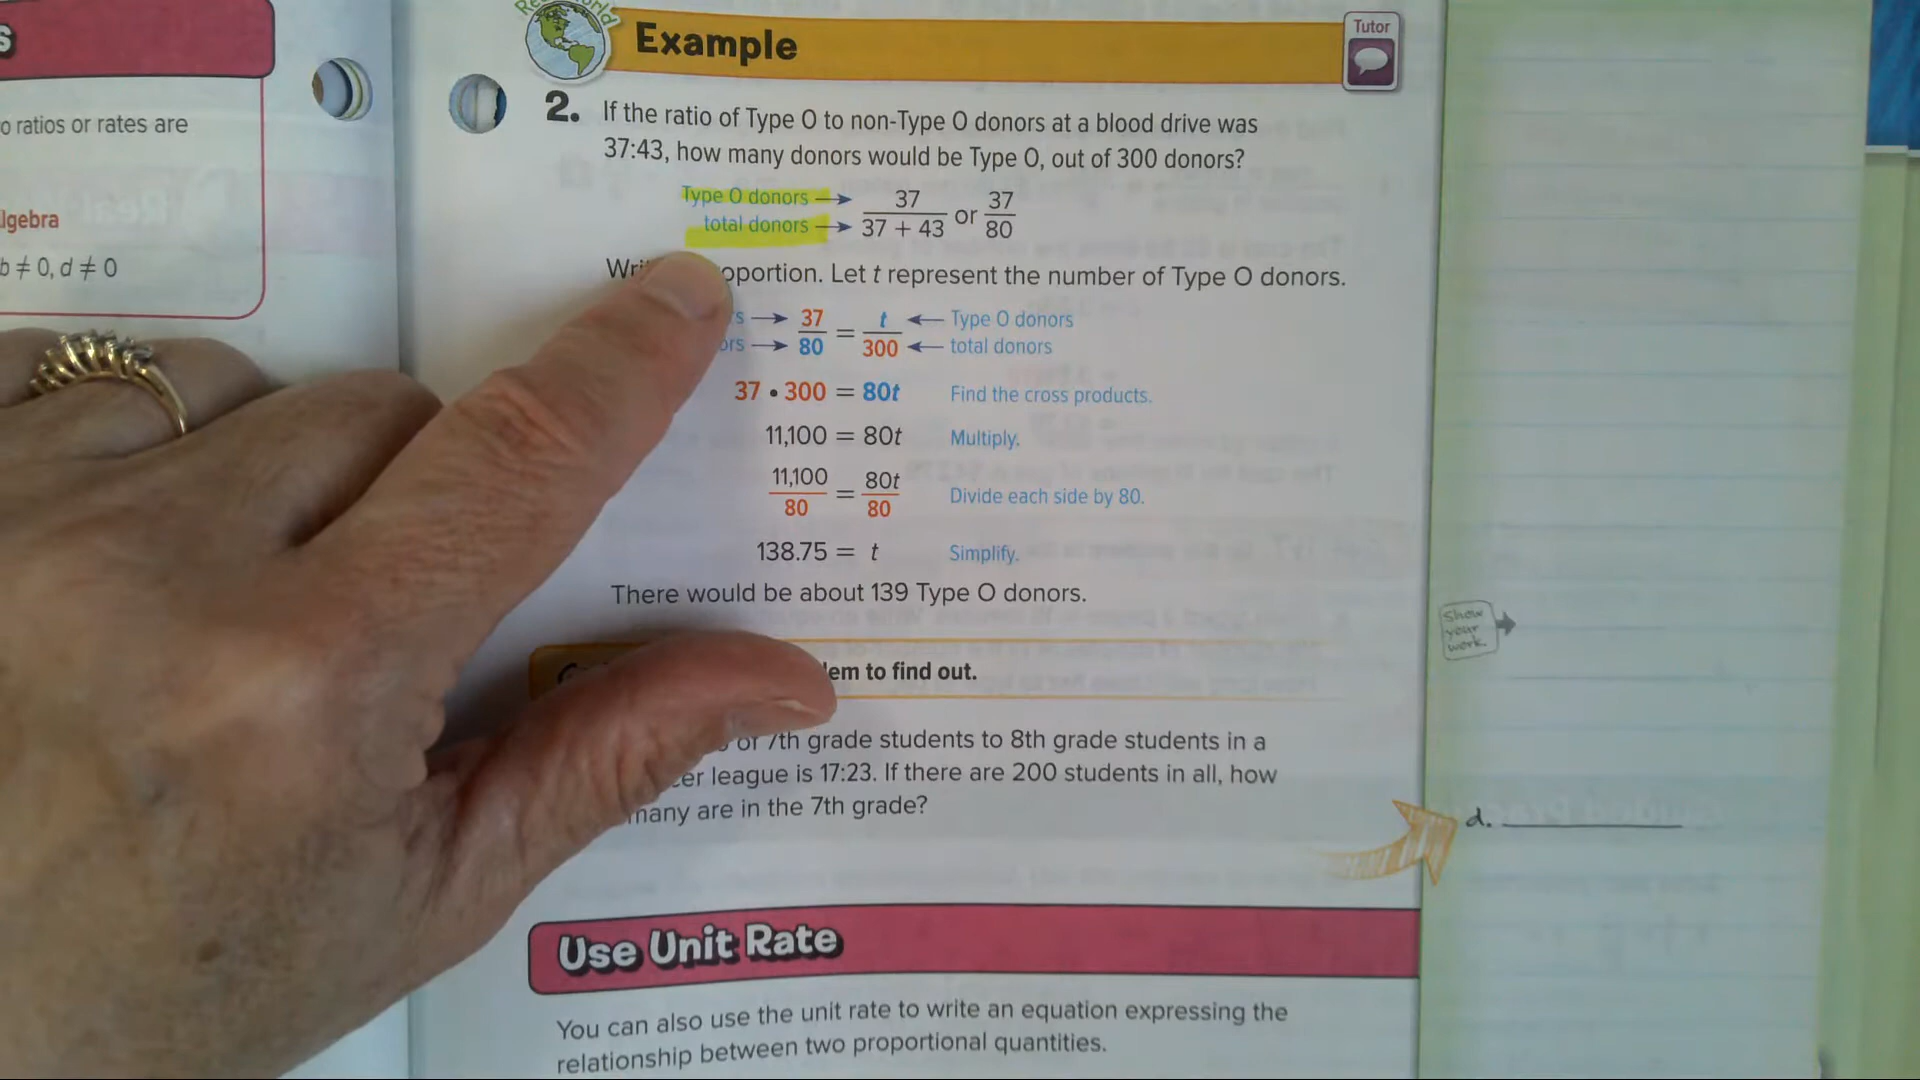 s
o ratios or rates are
lgebra
b ≠ 0, d ≠ 0
Real World
Example
Tutor
2. If the ratio of Type O to non-Type O donors at a blood drive was
37:43, how many donors would be Type O, out of 300 donors?
Type O donors → 37 / 37 + 43 or 37 / 80
total donors →
Wri oportion. Let t represent the number of Type O donors.
rs → 37 / 80 = t / 300 ← Type O donors
ors → ← total donors
37 • 300 = 80t Find the cross products.
11,100 = 80t Multiply.
11,100 / 80 = 80t / 80 Divide each side by 80.
138.75 = t Simplify.
There would be about 139 Type O donors.
show
your
work
em to find out.
of 7th grade students to 8th grade students in a
er league is 17:23. If there are 200 students in all, how
many are in the 7th grade?
d.
Use Unit Rate
You can also use the unit rate to write an equation expressing the
relationship between two proportional quantities.